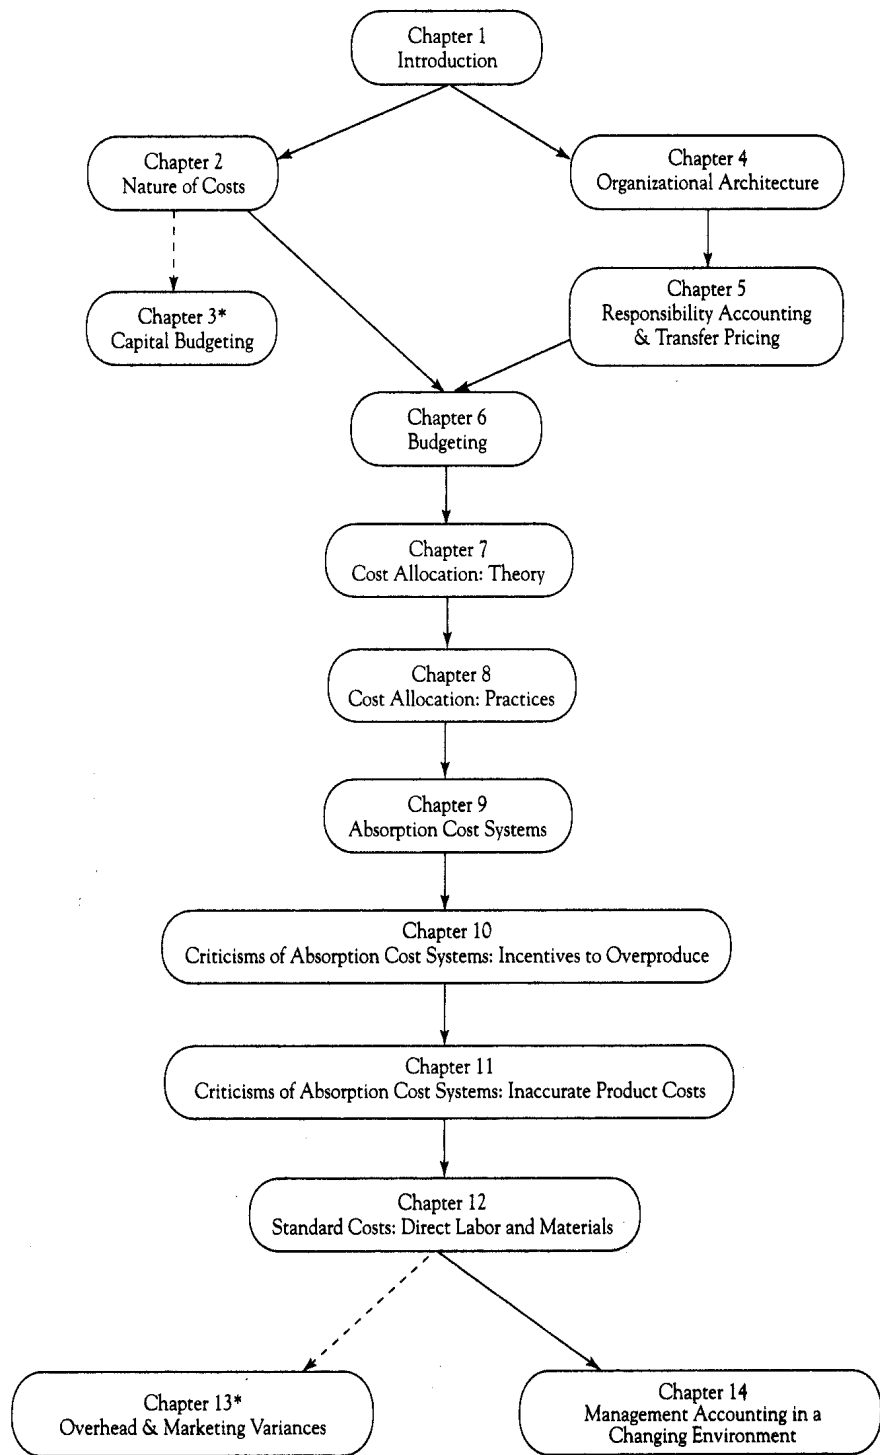 Chapter 1
Introduction
Chapter 2
Nature of Costs
Chapter 4
Organizational Architecture
Chapter 3*
Capital Budgeting
Chapter 5
Responsibility Accounting
& Transfer Pricing
Chapter 6
Budgeting
Chapter 7
Cost Allocation: Theory
Chapter 8
Cost Allocation: Practices
Chapter 9
Absorption Cost Systems
Chapter 10
Criticisms of Absorption Cost Systems: Incentives to Overproduce
Chapter 11
Criticisms of Absorption Cost Systems: Inaccurate Product Costs
Chapter 12
Standard Costs: Direct Labor and Materials
Chapter 13*
Overhead & Marketing Variances
Chapter 14
Management Accounting in a
Changing Environment